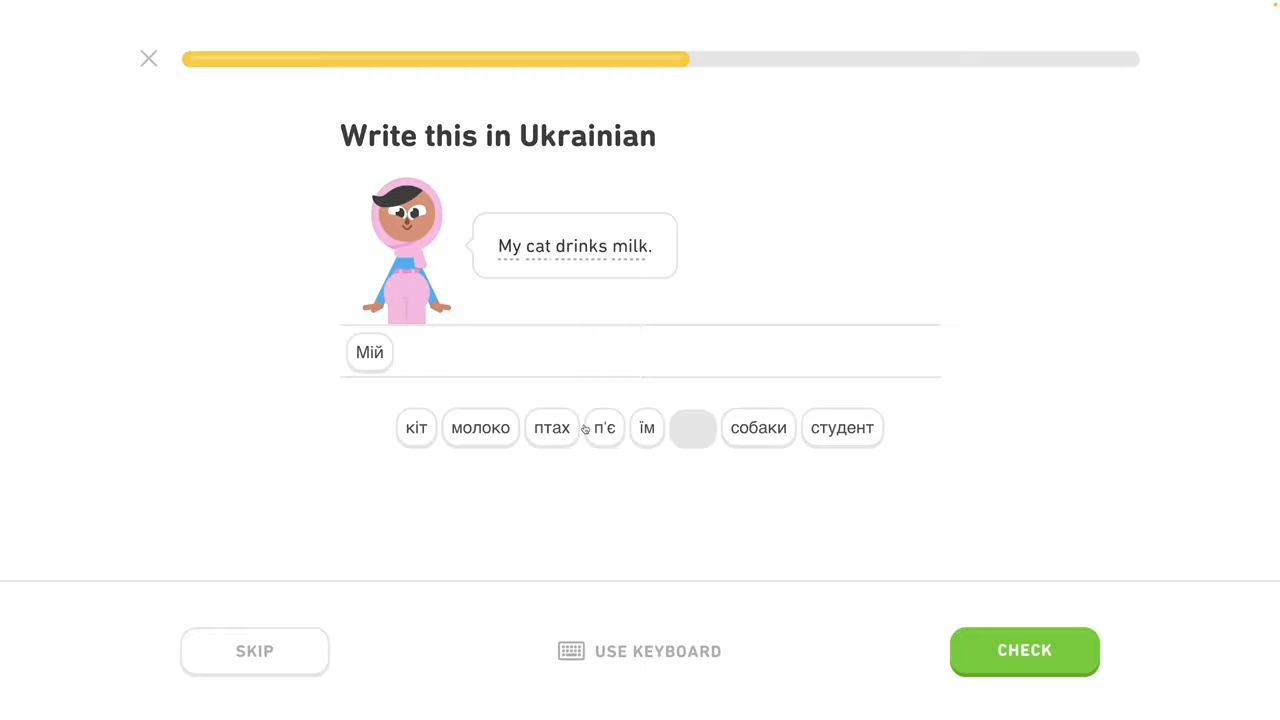 Write this in Ukrainian
My cat drinks milk.
Мій
кіт молоко птах п'є їм собаки студент
SKIP USE KEYBOARD CHECK